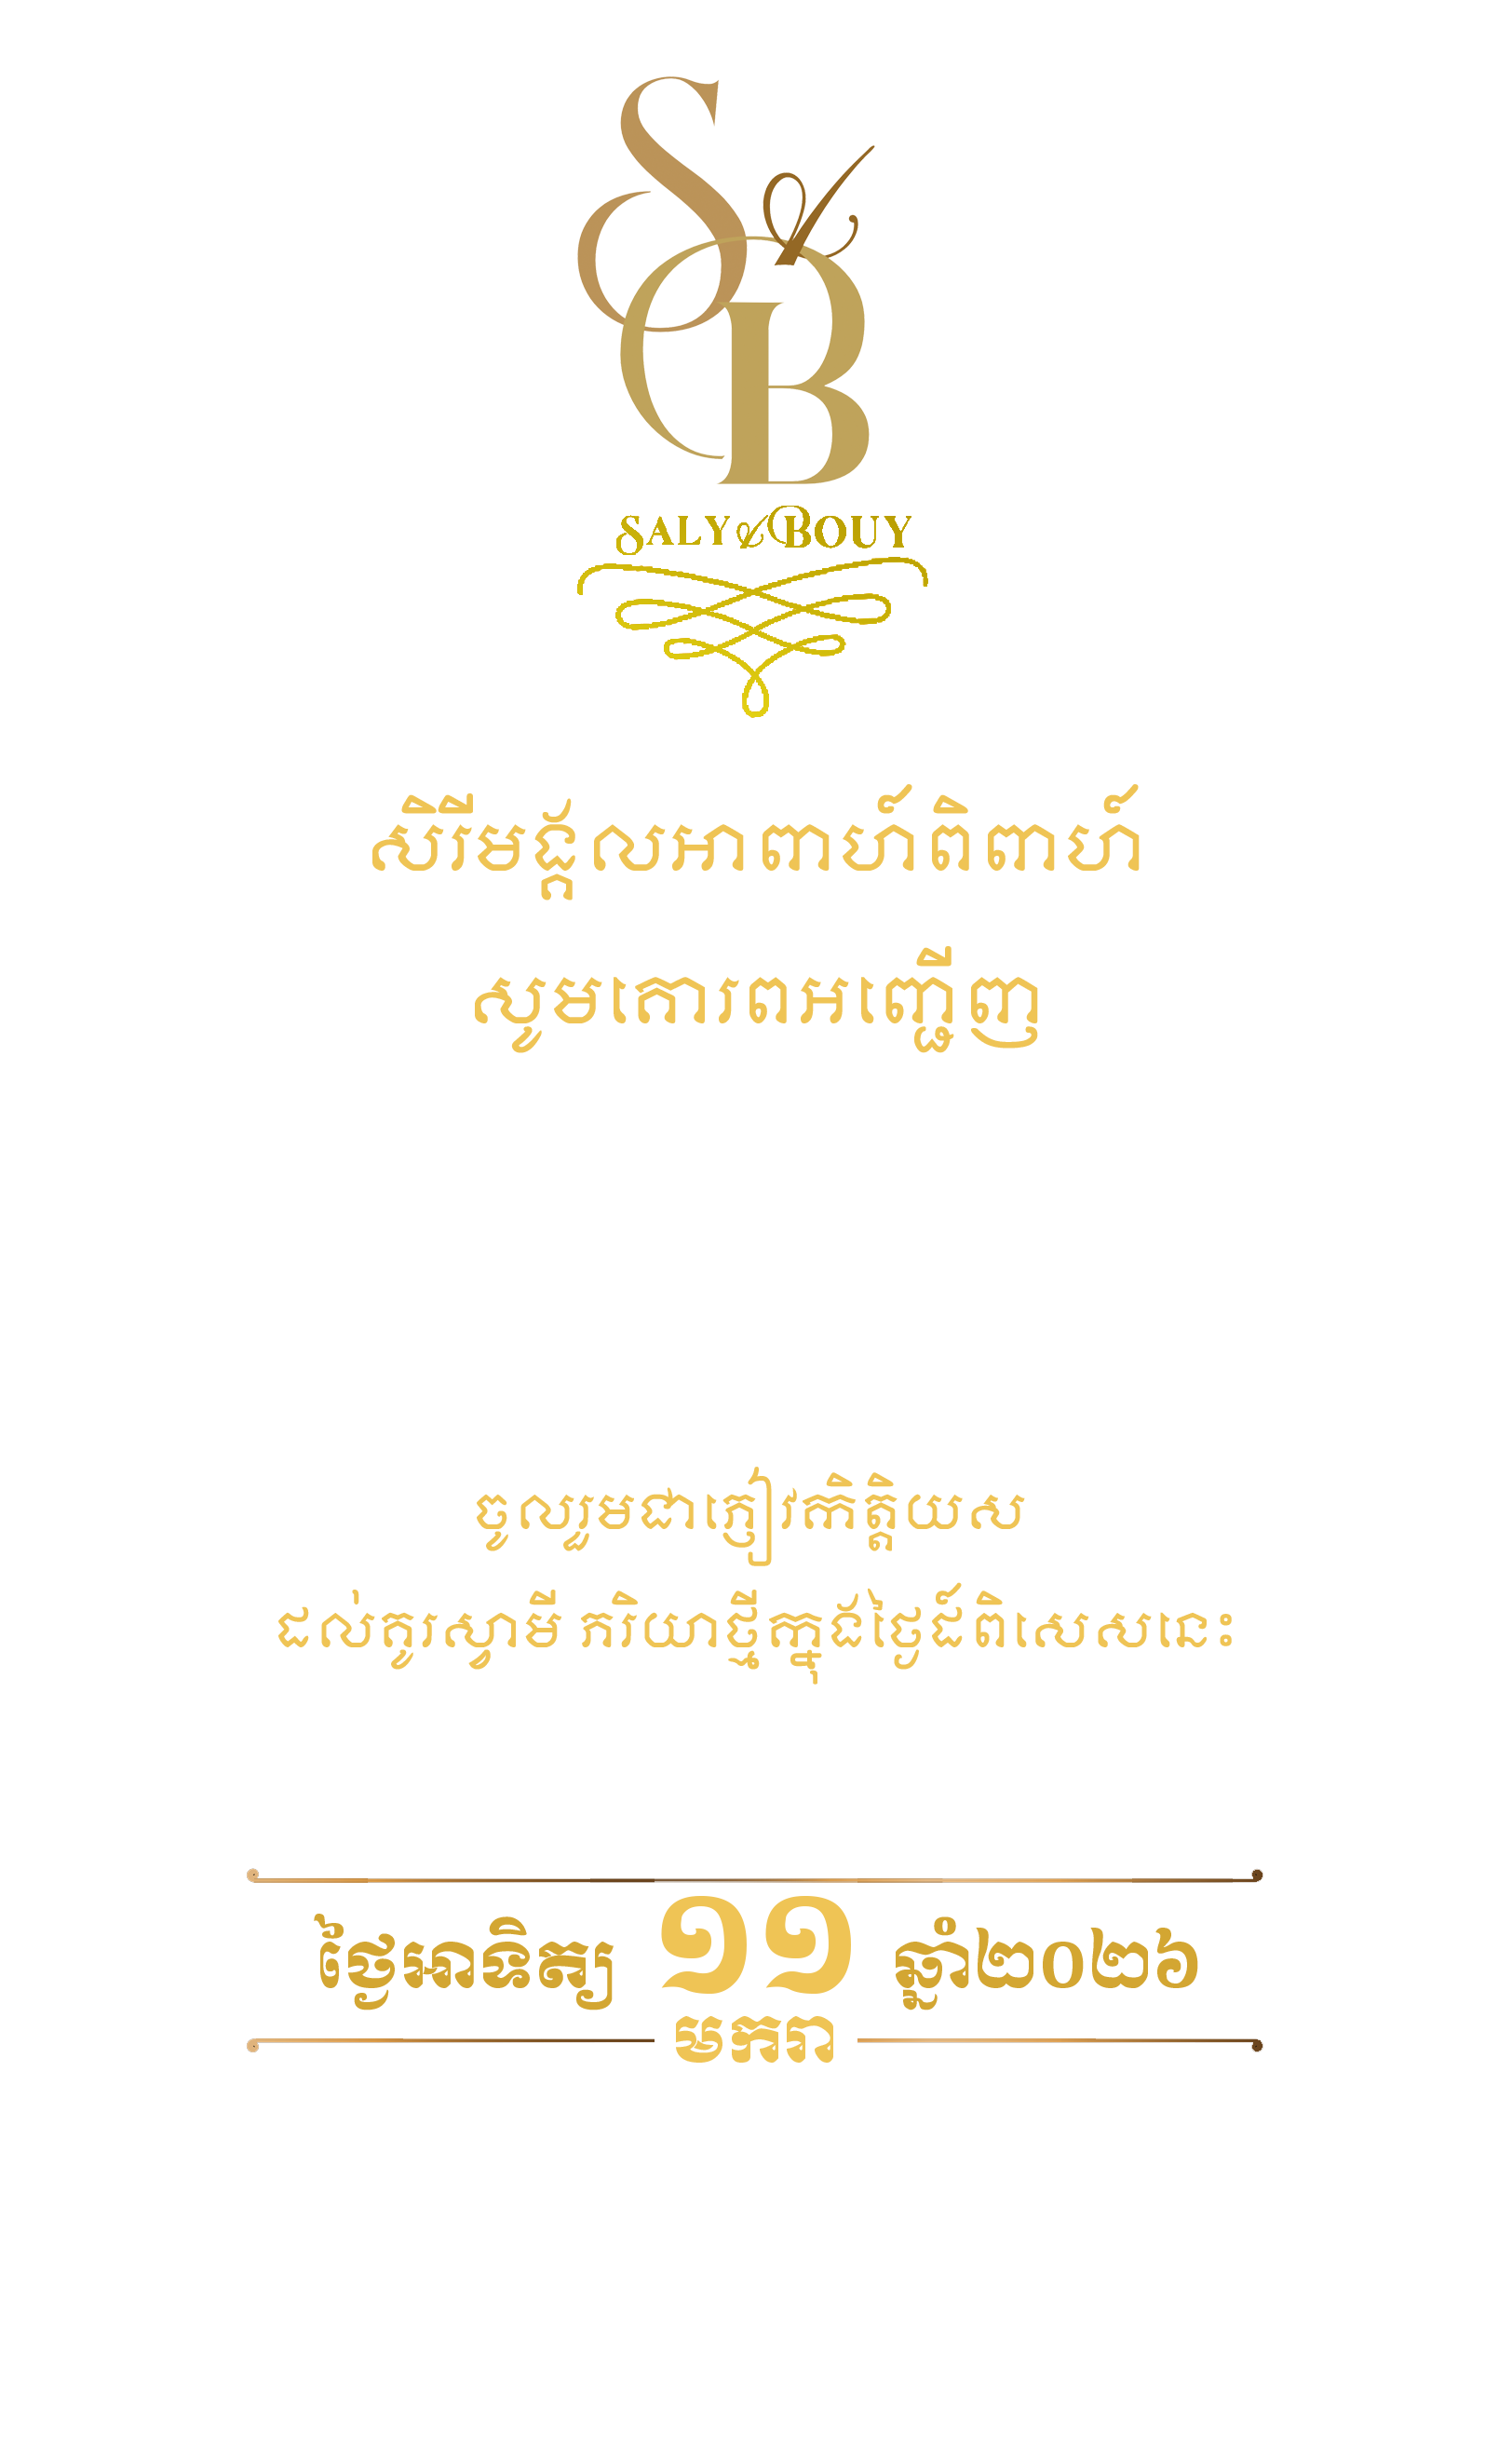 S & B
SALY & BOUY
សិរីមង្គលអាពាហ៍ពិពាហ៍
សូមគោរពអញ្ជើញ
ចូលរួមជាភ្ញៀវកិត្តិយស
ដល់គូរស្វាមី ភរិយាថ្មីក្នុងថ្ងៃដ៏ពិសេសនេះ
ថ្ងៃអាទិត្យ ១១ ឆ្នាំ២០២៦
មករា